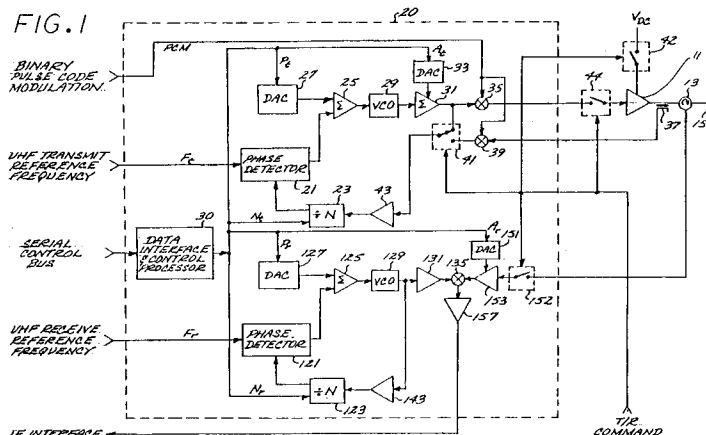 FIG. 1
20
PCM
BINARY
PULSE CODE
MODULATION
Pt
At
VDC
42
27
DAC
25
Σ
29
VCO
33
DAC
31
Σ
35
44
11
13
37
41
39
UHF TRANSMIT
REFERENCE
FREQUENCY
PHASE
DETECTOR
21
23
÷ N
43
Nt
30
SERIAL
CONTROL
BUS
DATA
INTERFACE
& CONTROL
PROCESSOR
Ar
151
DAC
DAC
127
125
Σ
129
VCO
131
135
153
152
157
UHF RECEIVE
REFERENCE
FREQUENCY
Fr
PHASE
DETECTOR
121
Nr
÷ N
123
143
T/R
COMMAND
IF INTERFACE